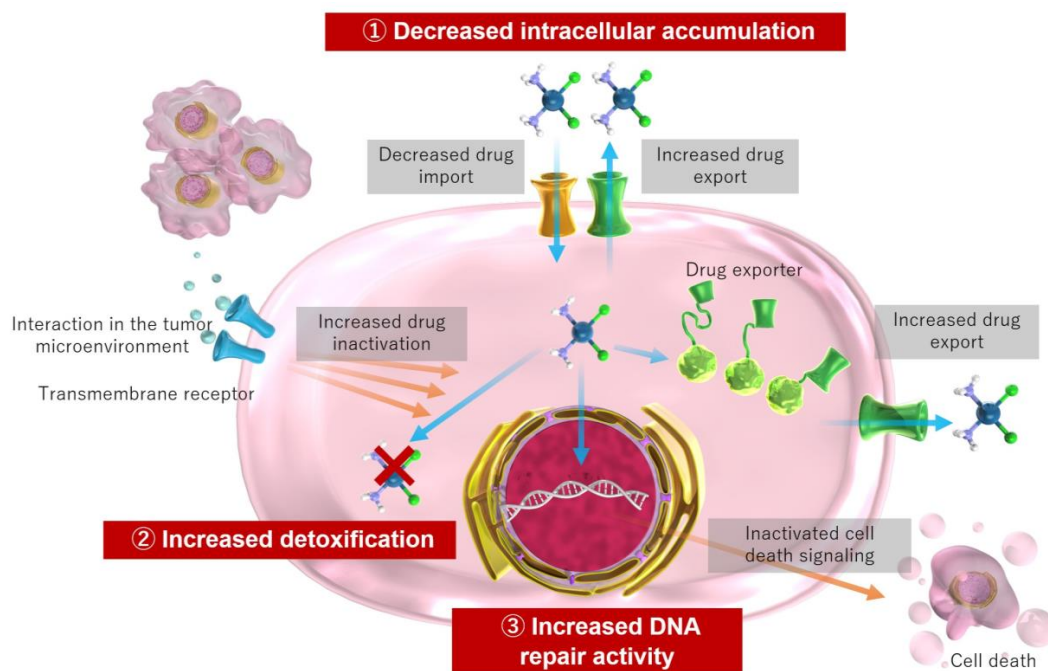 ① Decreased intracellular accumulation
Decreased drug
import
Increased drug
export
Drug exporter
Interaction in the tumor
microenvironment
Transmembrane receptor
Increased drug
inactivation
Increased drug
export
② Increased detoxification
Inactivated cell
death signaling
③ Increased DNA
repair activity
Cell death